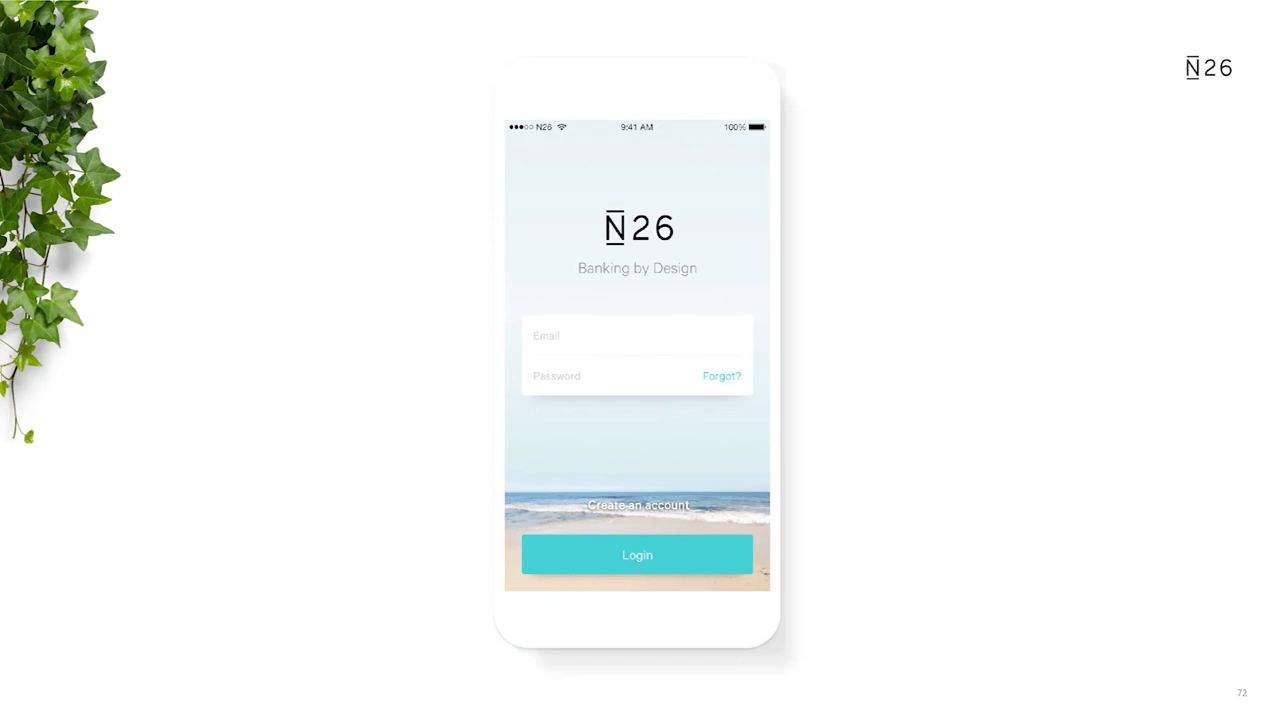 N26
●●●○○ N26 9:41 AM 100%
N26
Banking by Design
Email
Password Forgot?
Create an account
Login
72